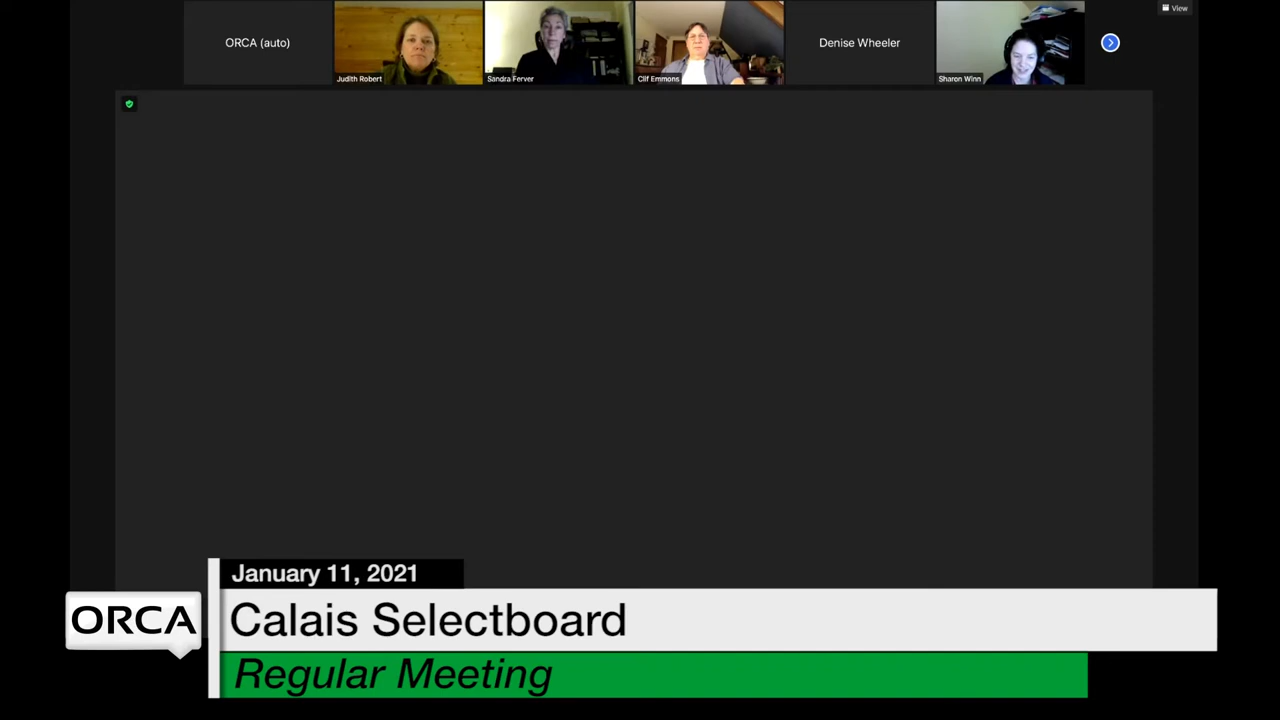 ORCA (auto)
Judith Robert
Sandra Ferver
Clif Emmons
Denise Wheeler
Sharon Winn
View
January 11, 2021
ORCA
Calais Selectboard
Regular Meeting